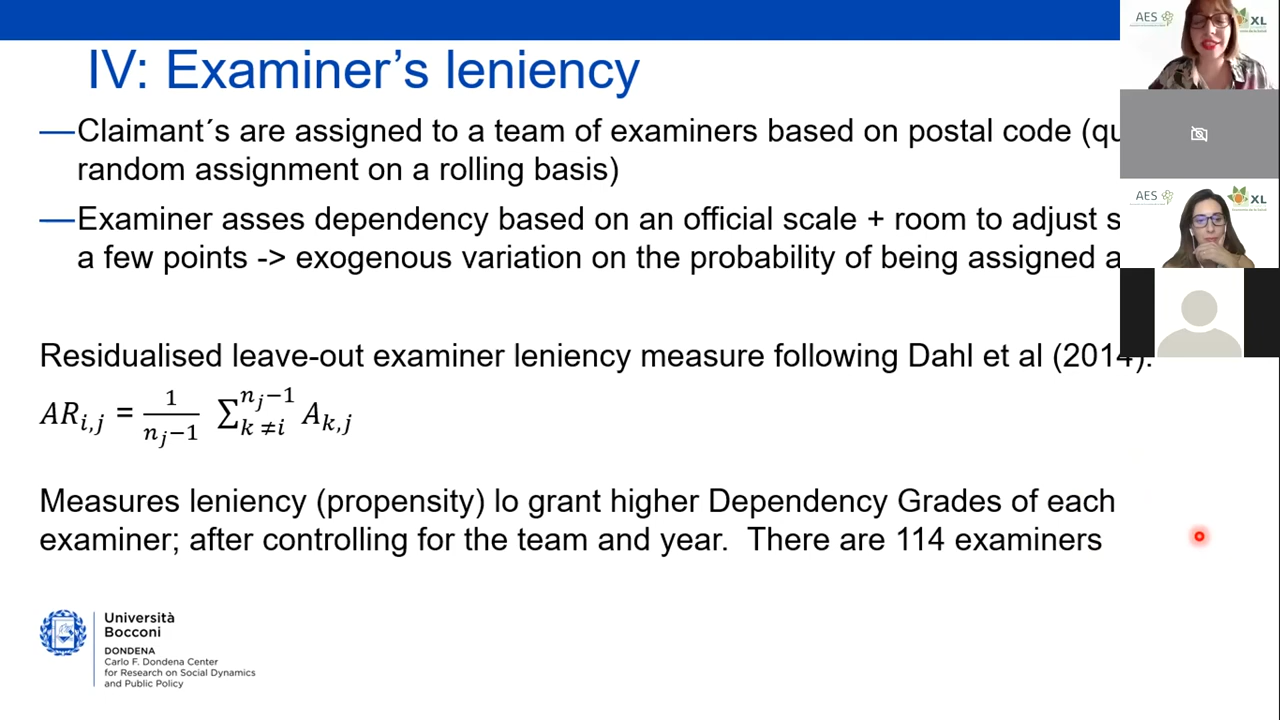 IV: Examiner’s leniency
—Claimant´s are assigned to a team of examiners based on postal code (qu
random assignment on a rolling basis)
—Examiner asses dependency based on an official scale + room to adjust s
a few points -> exogenous variation on the probability of being assigned a
Residualised leave-out examiner leniency measure following Dahl et al (2014).
AR_{i,j} = \frac{1}{n_j−1} \sum_{k ≠i}^{n_j−1} A_{k,j}
Measures leniency (propensity) lo grant higher Dependency Grades of each
examiner; after controlling for the team and year.  There are 114 examiners
Università
Bocconi
DONDENA
Carlo F. Dondena Center
for Research on Social Dynamics
and Public Policy
AES
XL
AES
XL